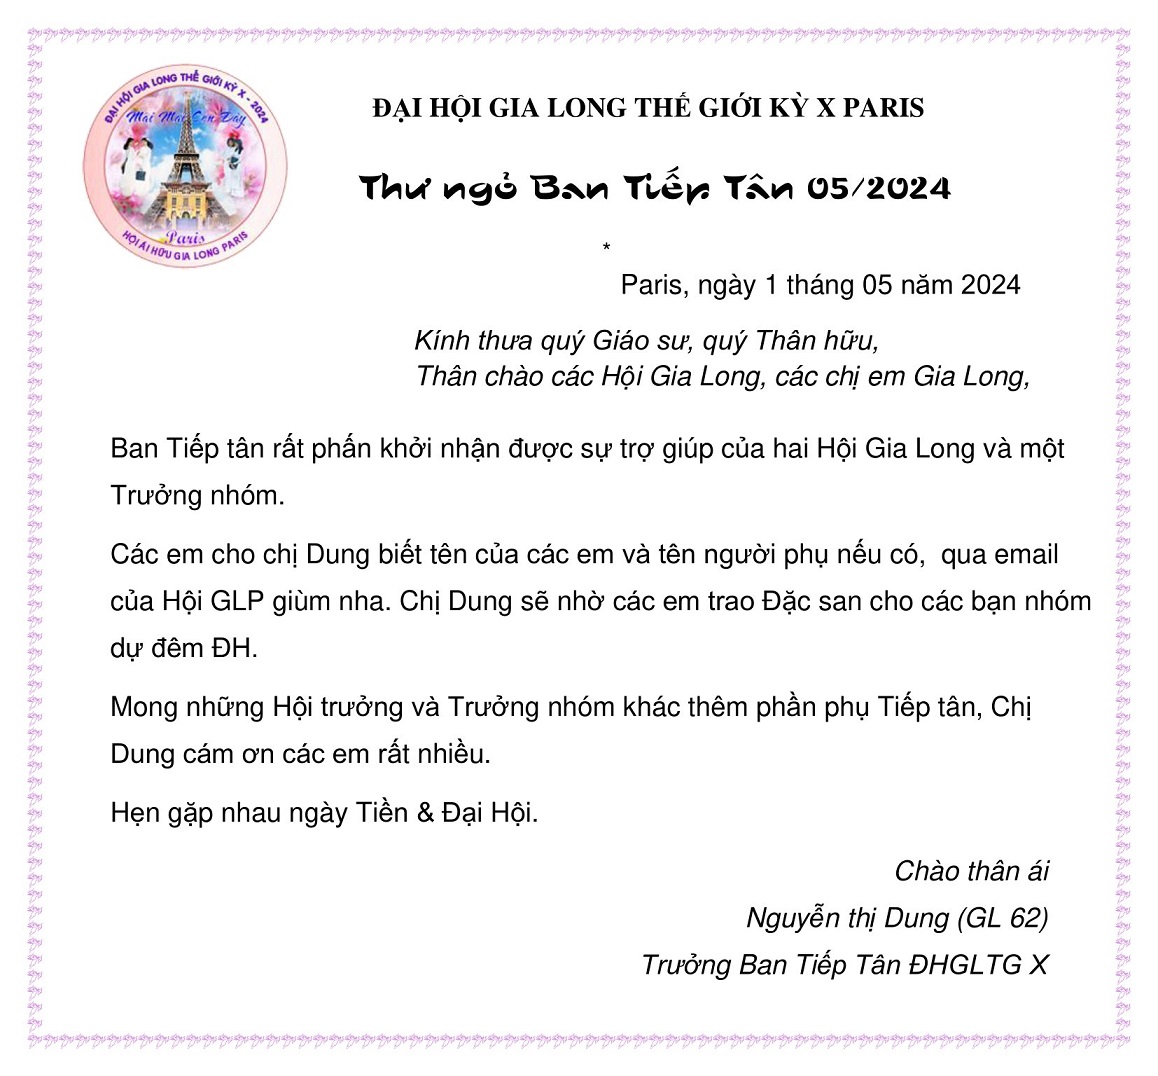 ĐẠI HỘI GIA LONG THẾ GIỚI KỲ X - 2024
Mãi Mãi Còn Đây
Paris
HỘI ÁI HỮU GIA LONG PARIS
ĐẠI HỘI GIA LONG THẾ GIỚI KỲ X PARIS
Thư ngỏ Ban Tiếp Tân 05/2024
*
Paris, ngày 1 tháng 05 năm 2024
Kính thưa quý Giáo sư, quý Thân hữu,
Thân chào các Hội Gia Long, các chị em Gia Long,
Ban Tiếp tân rất phấn khởi nhận được sự trợ giúp của hai Hội Gia Long và một
Trưởng nhóm.
Các em cho chị Dung biết tên của các em và tên người phụ nếu có,  qua email
của Hội GLP giùm nha. Chị Dung sẽ nhờ các em trao Đặc san cho các bạn nhóm
dự đêm ĐH.
Mong những Hội trưởng và Trưởng nhóm khác thêm phần phụ Tiếp tân, Chị
Dung cám ơn các em rất nhiều.
Hẹn gặp nhau ngày Tiền & Đại Hội.
Chào thân ái
Nguyễn thị Dung (GL 62)
Trưởng Ban Tiếp Tân ĐHGLTG X